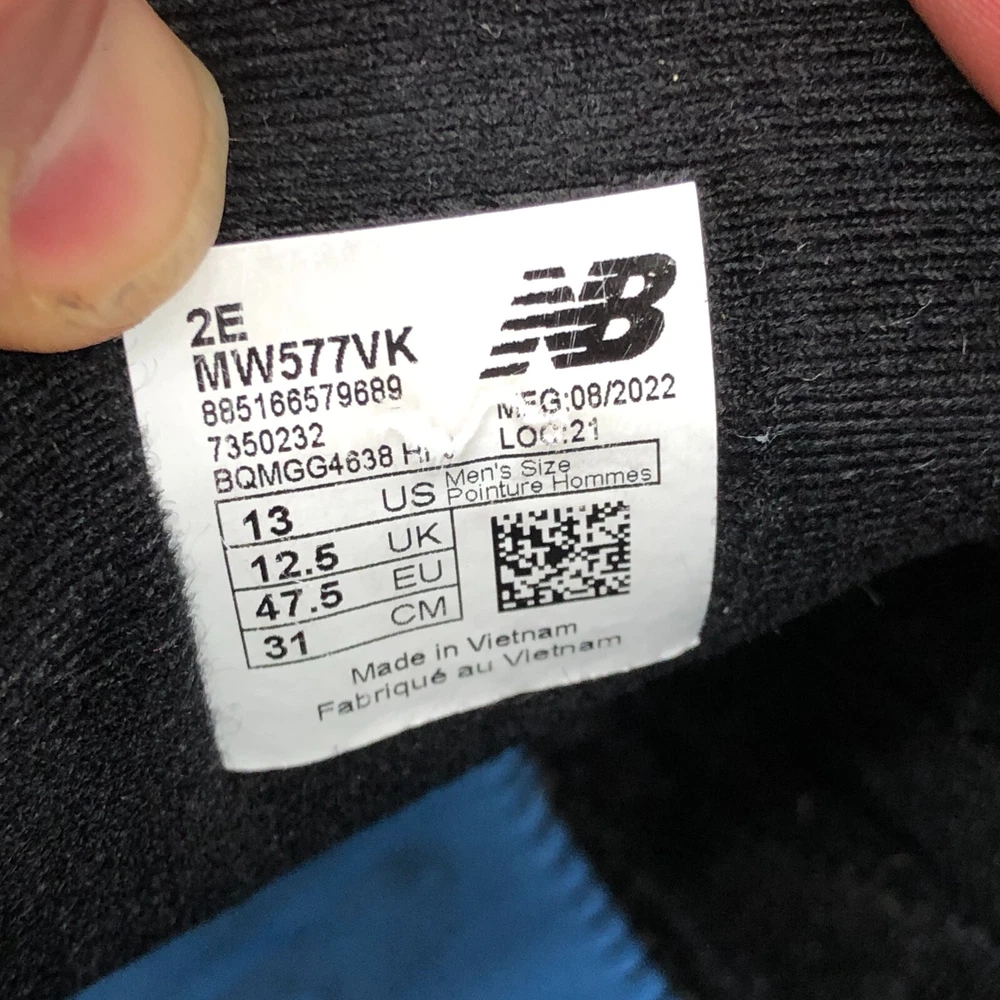 2E
MW577VK
885166579689
7350232
BQMGG4638
NB
MFG:08/2022
LOC:21
US Men's Size
Pointure Hommes
13
12.5 UK
47.5 EU
31 CM
Made in Vietnam
Fabriqué au Vietnam